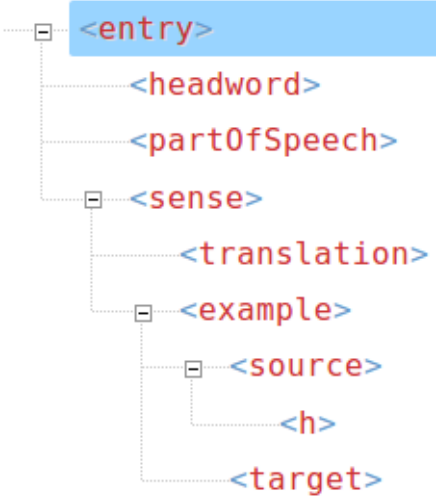 <entry>
<headword>
<partOfSpeech>
<sense>
<translation>
<example>
<source>
<h>
<target>